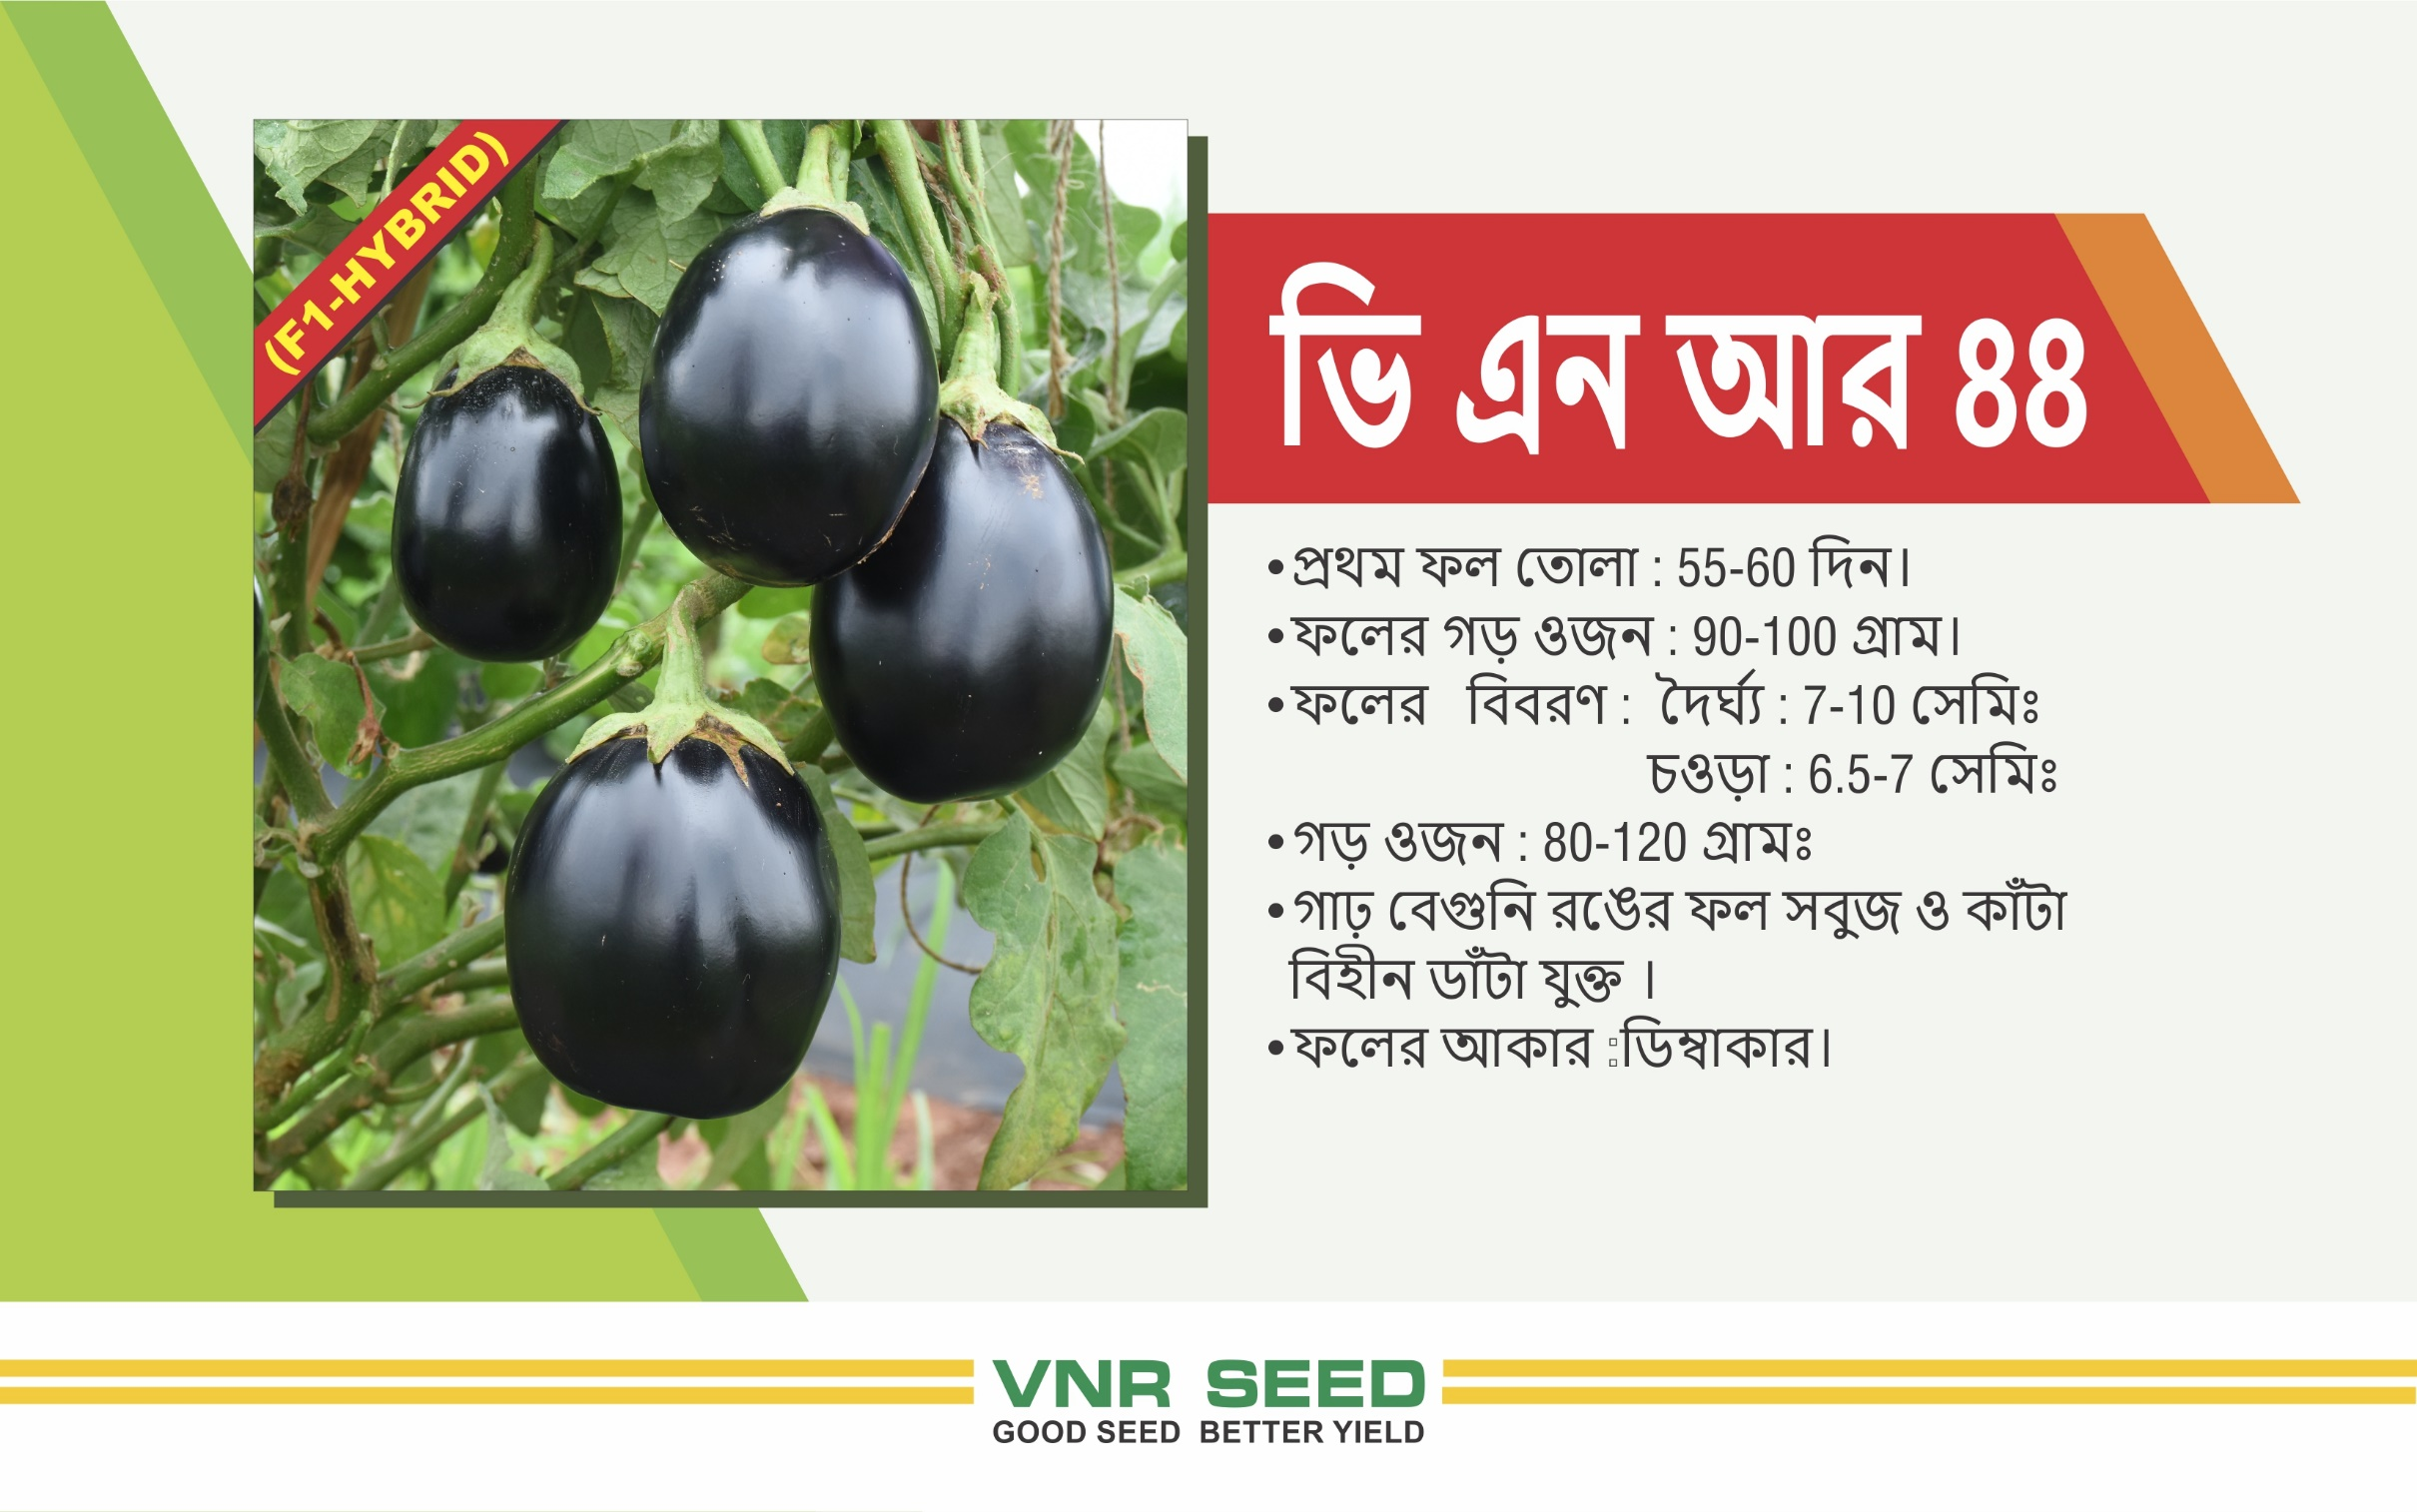 (F1-HYBRID)
ভি এন আর ৪৪
•প্রথম ফল তোলা : 55-60 দিন।
•ফলের গড় ওজন : 90-100 গ্রাম।
•ফলের বিবরণ : দৈর্ঘ্য : 7-10 সেমিঃ
চওড়া : 6.5-7 সেমিঃ
•গড় ওজন : 80-120 গ্রামঃ
•গাঢ় বেগুনি রঙের ফল সবুজ ও কাঁটা
বিহীন ডাঁটা যুক্ত ।
•ফলের আকার :ডিম্বাকার।
VNR SEED
GOOD SEED BETTER YIELD